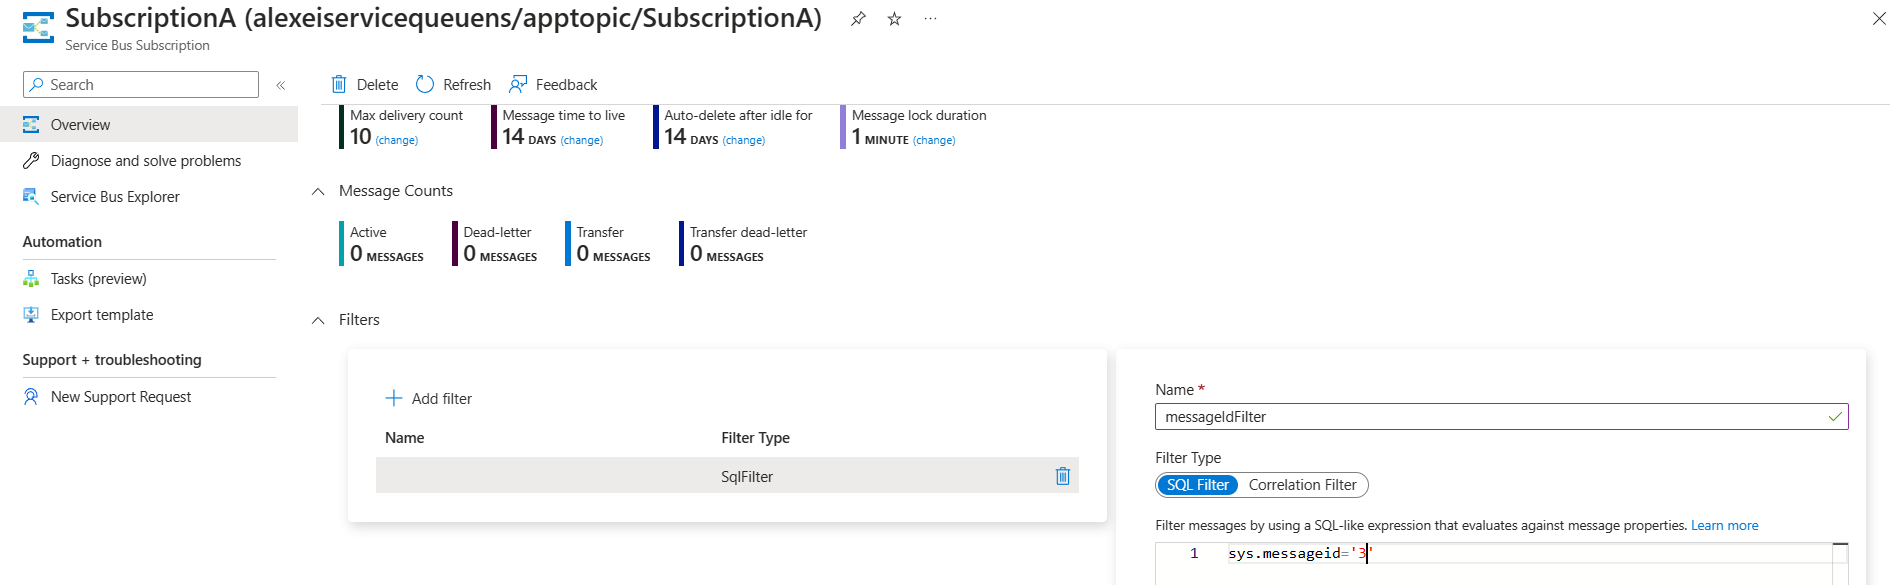 SubscriptionA (alexeiservicequeuens/apptopic/SubscriptionA)
Service Bus Subscription
Search
Overview
Diagnose and solve problems
Service Bus Explorer
Automation
Tasks (preview)
Export template
Support + troubleshooting
New Support Request
Delete Refresh Feedback
Max delivery count
10 (change)
Message time to live
14 DAYS (change)
Auto-delete after idle for
14 DAYS (change)
Message lock duration
1 MINUTE (change)
Message Counts
Active
0 MESSAGES
Dead-letter
0 MESSAGES
Transfer
0 MESSAGES
Transfer dead-letter
0 MESSAGES
Filters
Add filter
Name Filter Type
SqlFilter
Name *
messageIdFilter
Filter Type
SQL Filter Correlation Filter
Filter messages by using a SQL-like expression that evaluates against message properties. Learn more
1 sys.messageid='3'